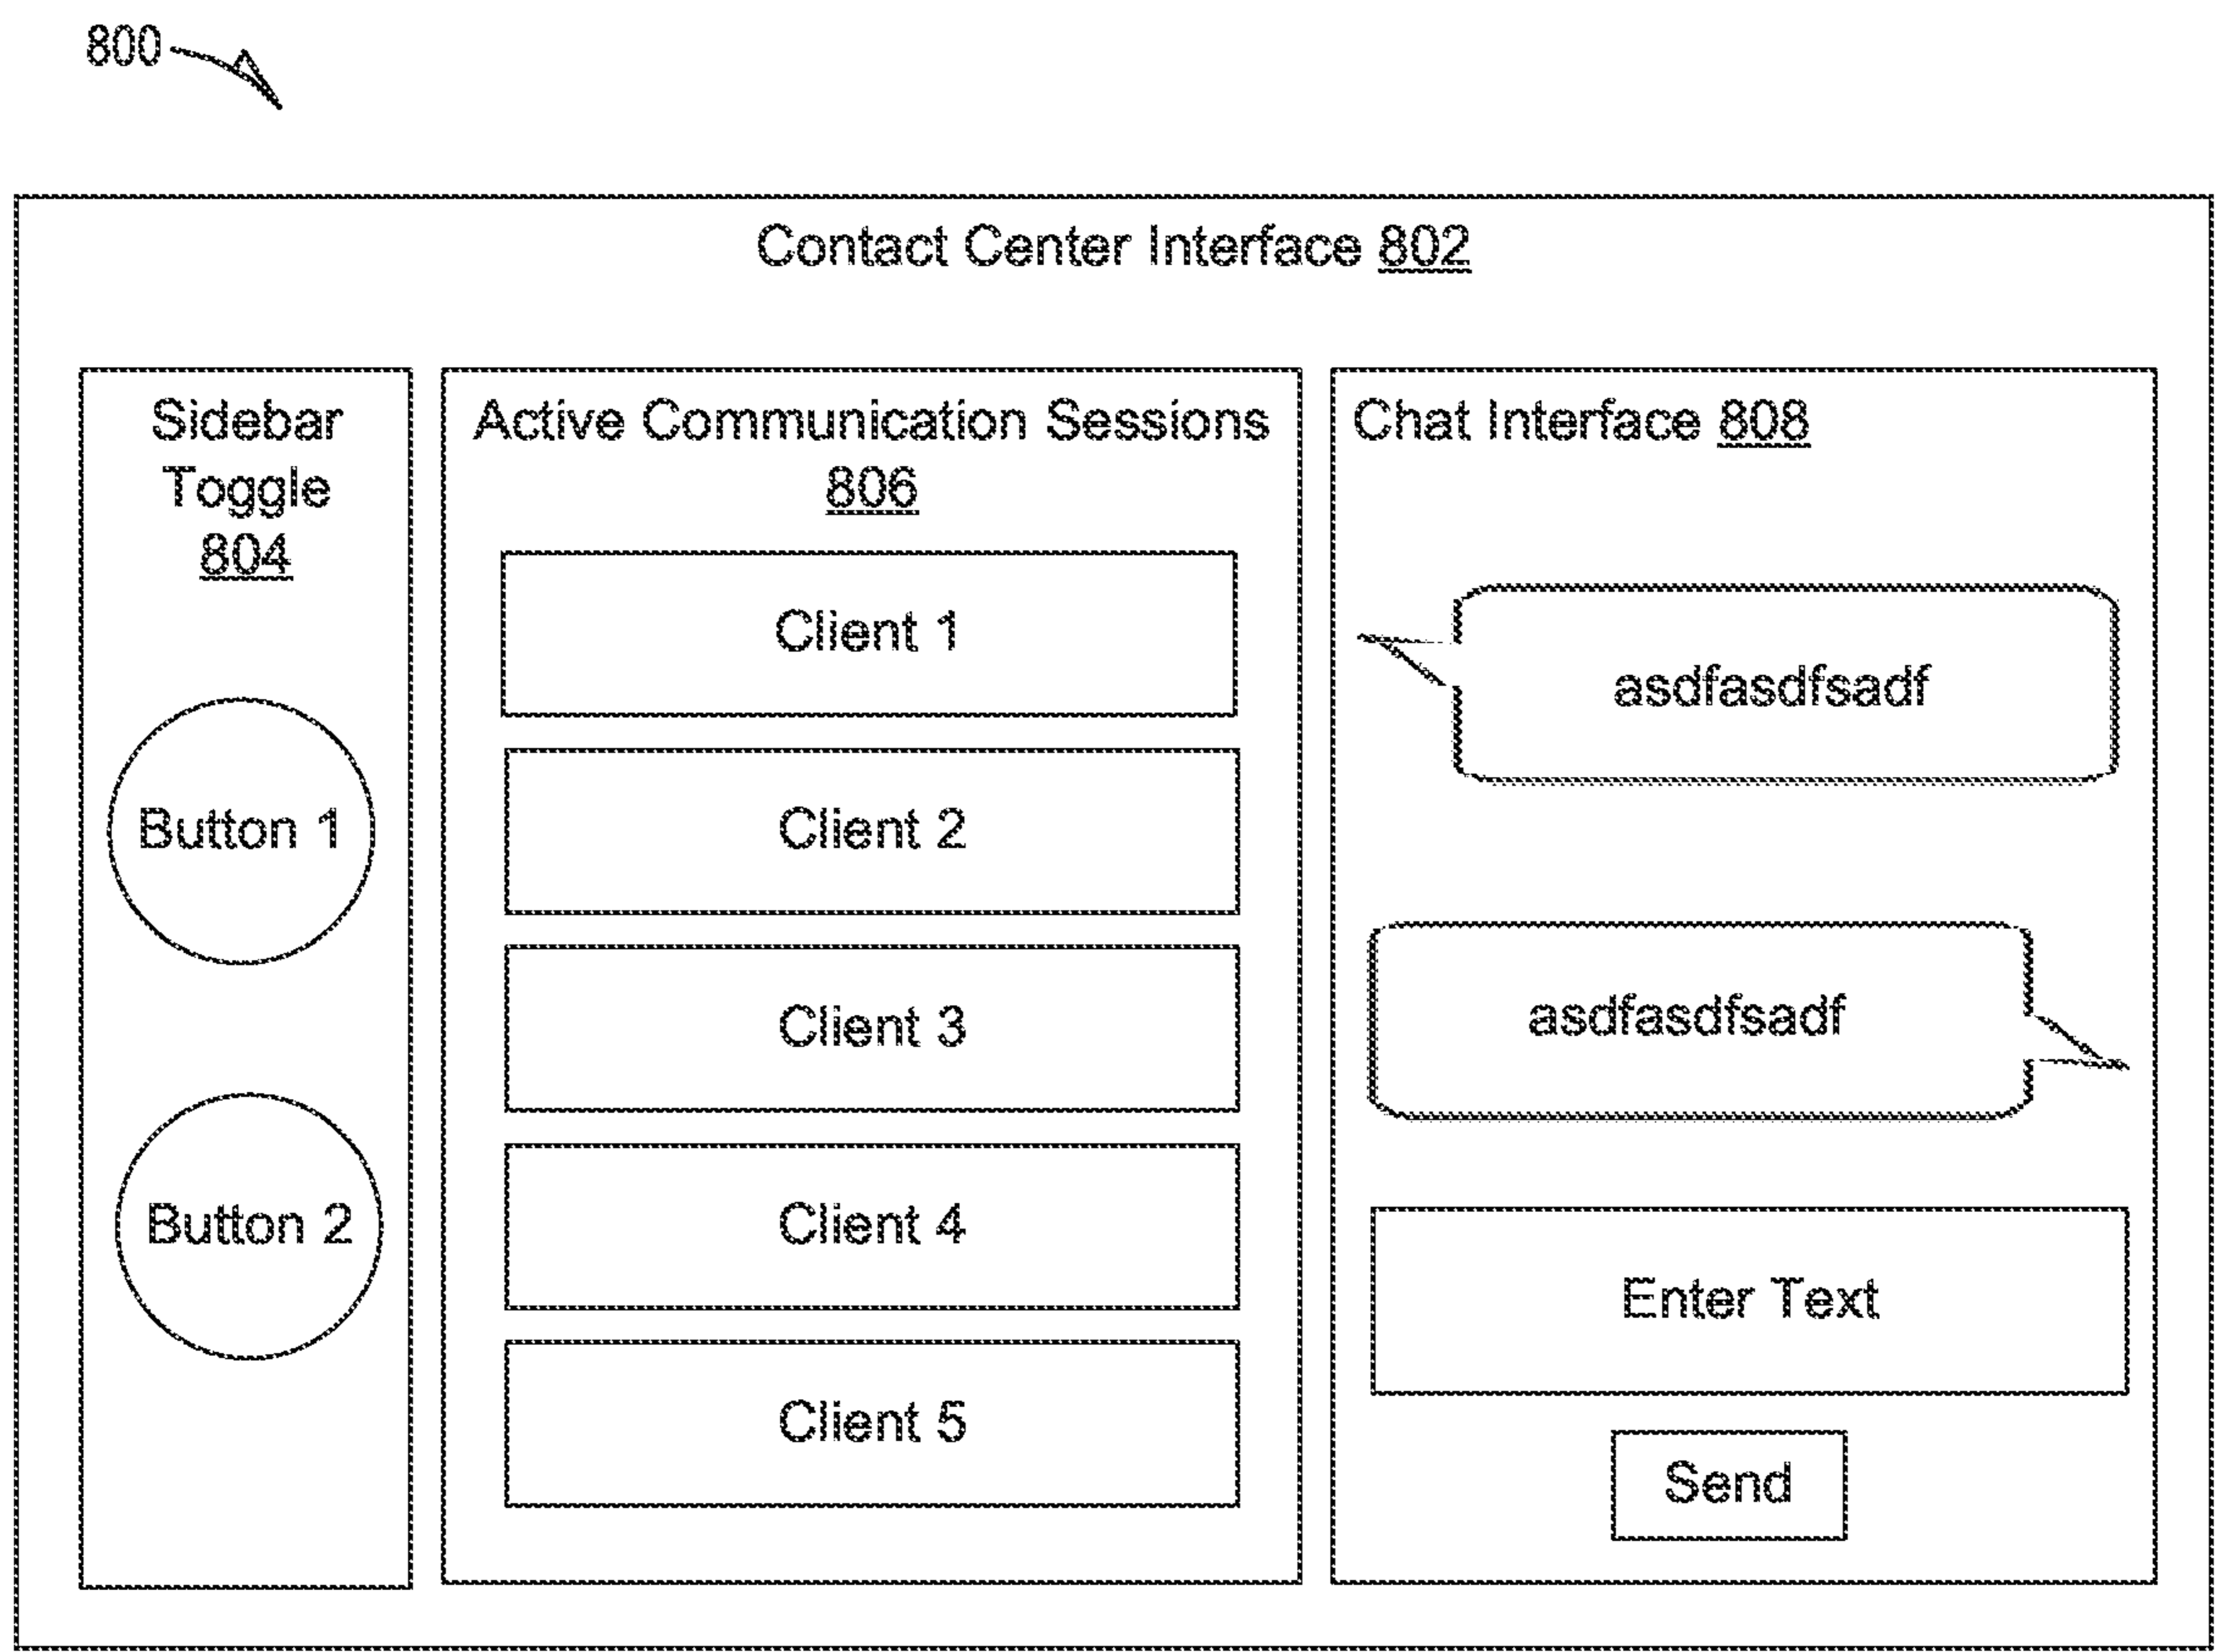 800
Contact Center Interface 802
Sidebar
Toggle
804
Button 1
Button 2
Active Communication Sessions
806
Client 1
Client 2
Client 3
Client 4
Client 5
Chat Interface 808
asdfasdfsadf
asdfasdfsadf
Enter Text
Send